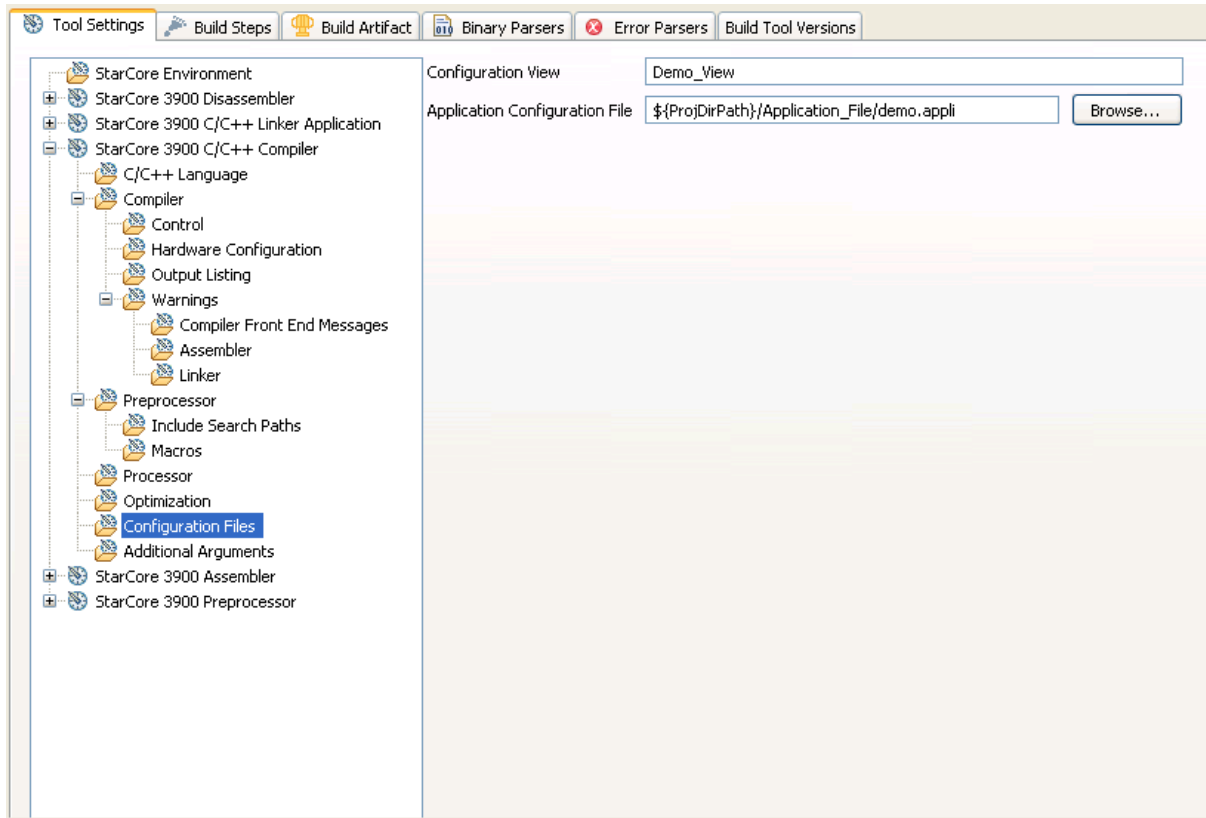 Tool Settings Build Steps Build Artifact Binary Parsers Error Parsers Build Tool Versions
StarCore Environment
StarCore 3900 Disassembler
StarCore 3900 C/C++ Linker Application
StarCore 3900 C/C++ Compiler
C/C++ Language
Compiler
Control
Hardware Configuration
Output Listing
Warnings
Compiler Front End Messages
Assembler
Linker
Preprocessor
Include Search Paths
Macros
Processor
Optimization
Configuration Files
Additional Arguments
StarCore 3900 Assembler
StarCore 3900 Preprocessor
Configuration View Demo_View
Application Configuration File ${ProjDirPath}/Application_File/demo.appli Browse...